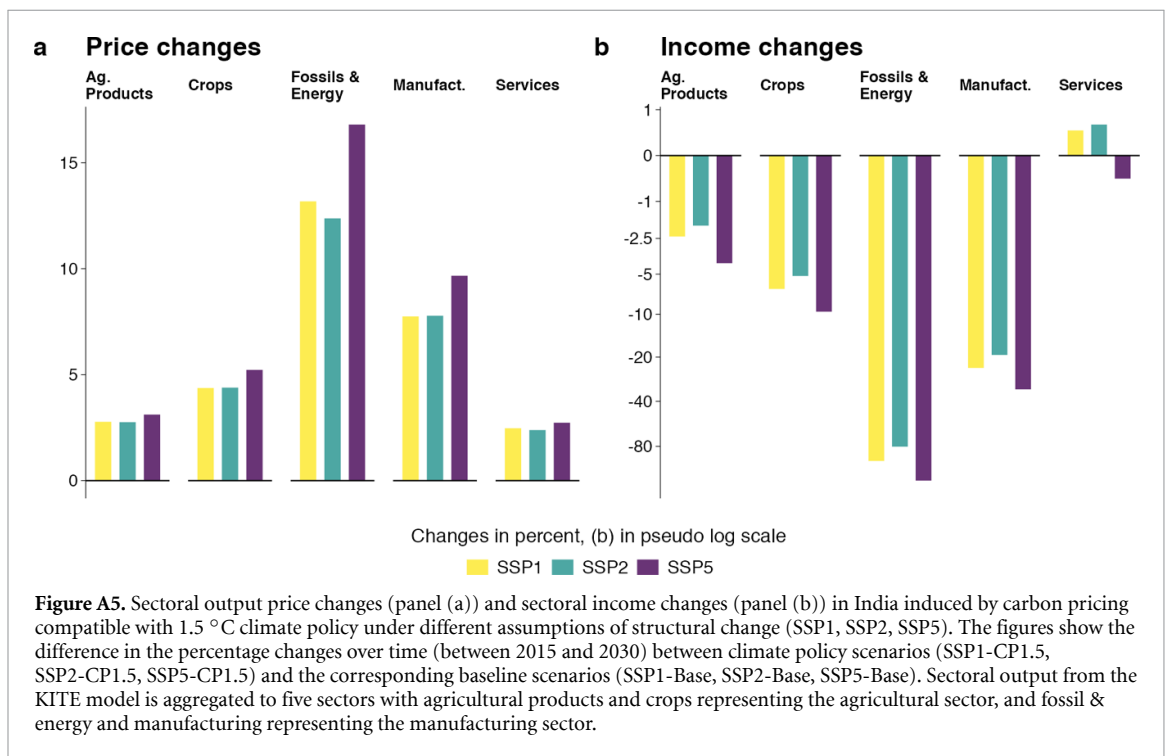 a Price changes
Ag. Products Crops Fossils & Energy Manufact. Services
15
10
5
0
b Income changes
Ag. Products Crops Fossils & Energy Manufact. Services
1
0
-1
-2.5
-5
-10
-20
-40
-80
Changes in percent, (b) in pseudo log scale
SSP1 SSP2 SSP5
Figure A5. Sectoral output price changes (panel (a)) and sectoral income changes (panel (b)) in India induced by carbon pricing
compatible with 1.5 °C climate policy under different assumptions of structural change (SSP1, SSP2, SSP5). The figures show the
difference in the percentage changes over time (between 2015 and 2030) between climate policy scenarios (SSP1-CP1.5,
SSP2-CP1.5, SSP5-CP1.5) and the corresponding baseline scenarios (SSP1-Base, SSP2-Base, SSP5-Base). Sectoral output from the
KITE model is aggregated to five sectors with agricultural products and crops representing the agricultural sector, and fossil &
energy and manufacturing representing the manufacturing sector.